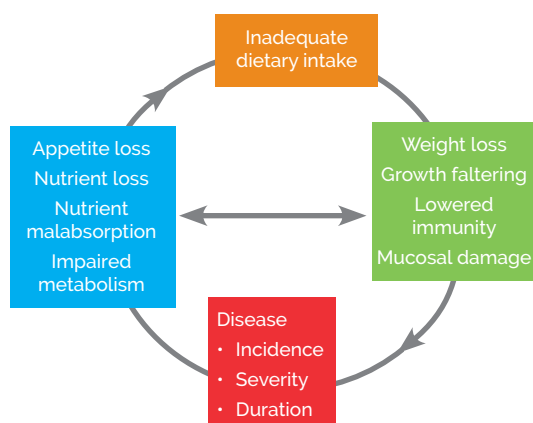 Inadequate
dietary intake
Appetite loss
Nutrient loss
Nutrient
malabsorption
Impaired
metabolism
Weight loss
Growth faltering
Lowered
immunity
Mucosal damage
Disease
• Incidence
• Severity
• Duration